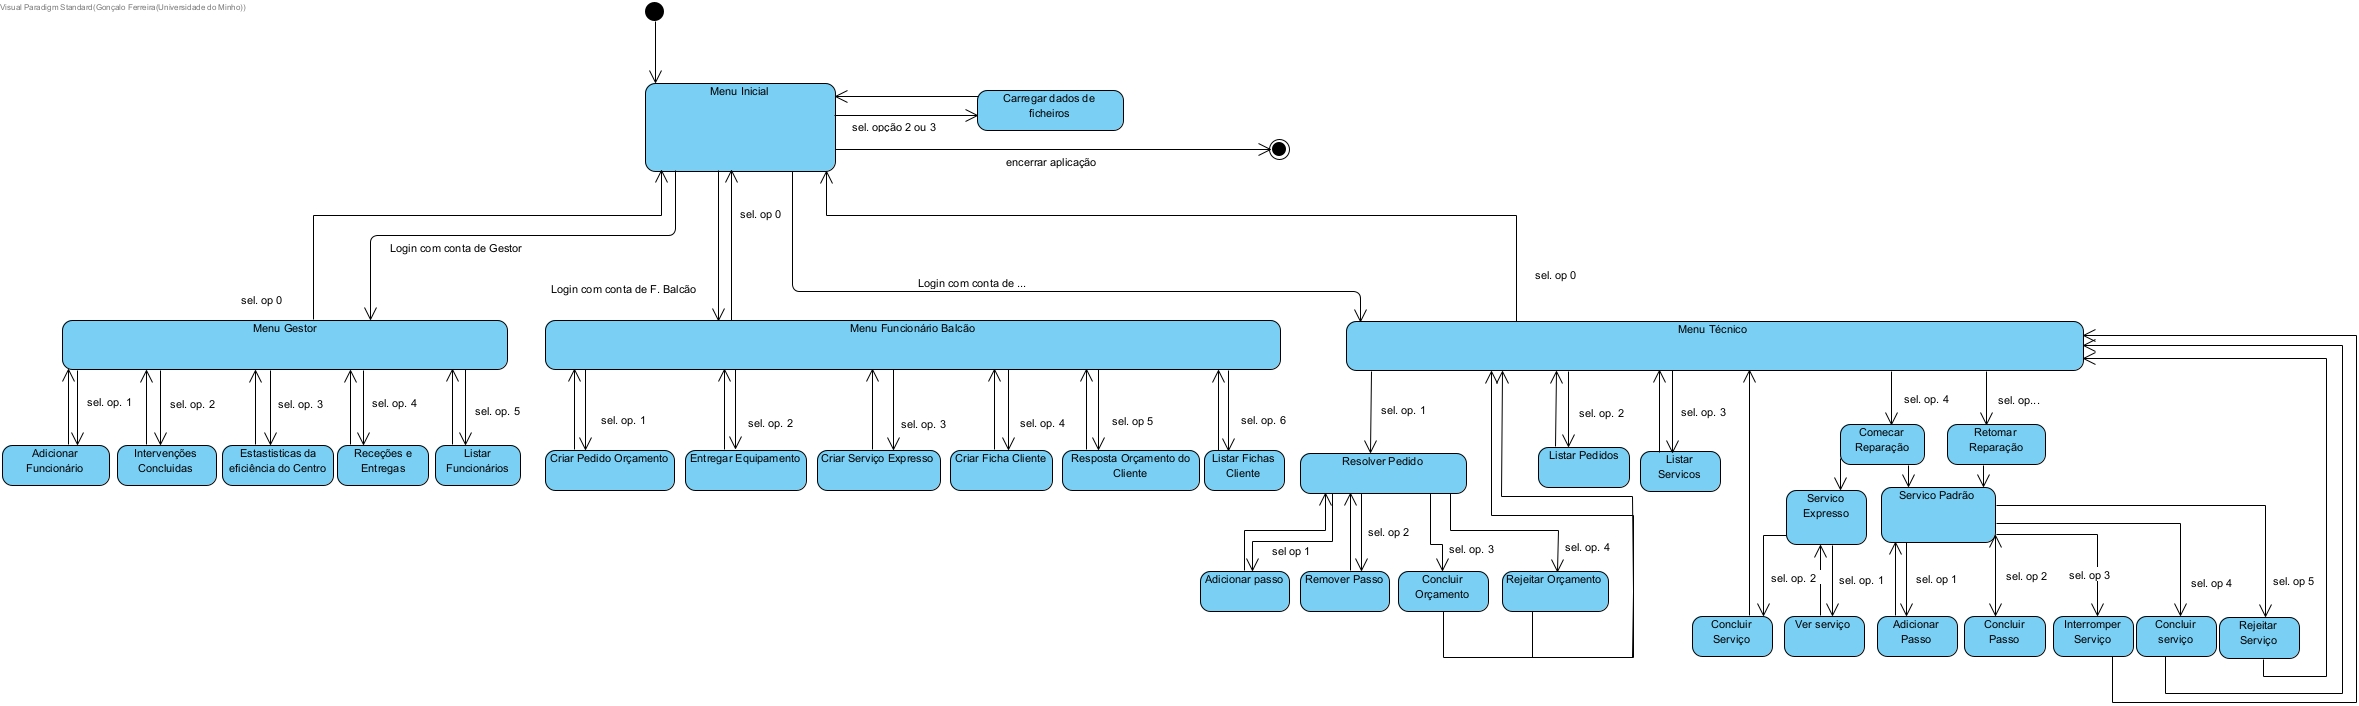 Visual Paradigm Standard(Gonçalo Ferreira(Universidade do Minho))
Menu Inicial
Carregar dados de
ficheiros
sel. opção 2 ou 3
encerrar aplicação
sel. op 0
Login com conta de Gestor
sel. op 0
Login com conta de F. Balcão
Login com conta de ...
sel. op 0
Menu Gestor
Menu Funcionário Balcão
Menu Técnico
sel. op. 1
sel. op. 2
sel. op. 3
sel. op. 4
sel. op. 5
Adicionar
Funcionário
Intervenções
Concluidas
Estastisticas da
eficiência do Centro
Receções e
Entregas
Listar
Funcionários
sel. op. 1
sel. op. 2
sel. op. 3
sel. op. 4
sel. op 5
sel. op. 6
Criar Pedido Orçamento
Entregar Equipamento
Criar Serviço Expresso
Criar Ficha Cliente
Resposta Orçamento do
Cliente
Listar Fichas
Cliente
sel. op. 1
sel. op. 2
sel. op. 3
sel. op. 4
sel. op...
Resolver Pedido
Listar Pedidos
Listar
Servicos
Comecar
Reparação
Retomar
Reparação
Servico
Expresso
Servico Padrão
sel op 1
sel op 2
sel. op. 3
sel. op. 4
Adicionar passo
Remover Passo
Concluir
Orçamento
Rejeitar Orçamento
sel. op. 2
sel. op. 1
sel. op 1
sel. op 2
sel. op 3
sel. op 4
sel. op 5
Concluir
Serviço
Ver serviço
Adicionar
Passo
Concluir
Passo
Interromper
Serviço
Concluir
serviço
Rejeitar
Serviço